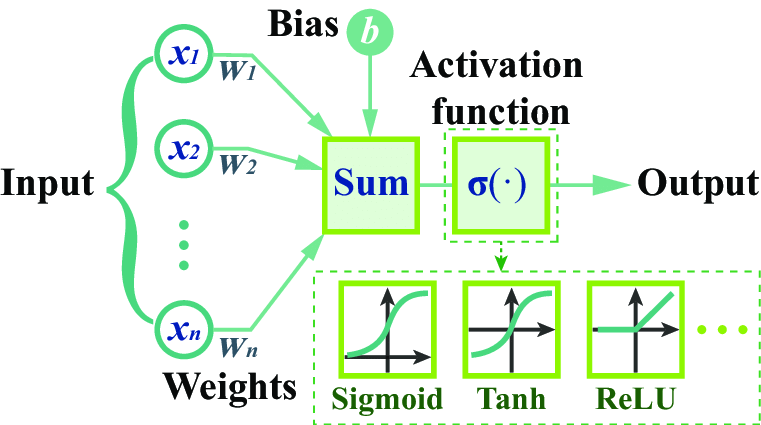 Bias b
x1
w1
Activation
function
x2
w2
Input
Sum
σ(·)
Output
xn
wn
Weights
Sigmoid
Tanh
ReLU